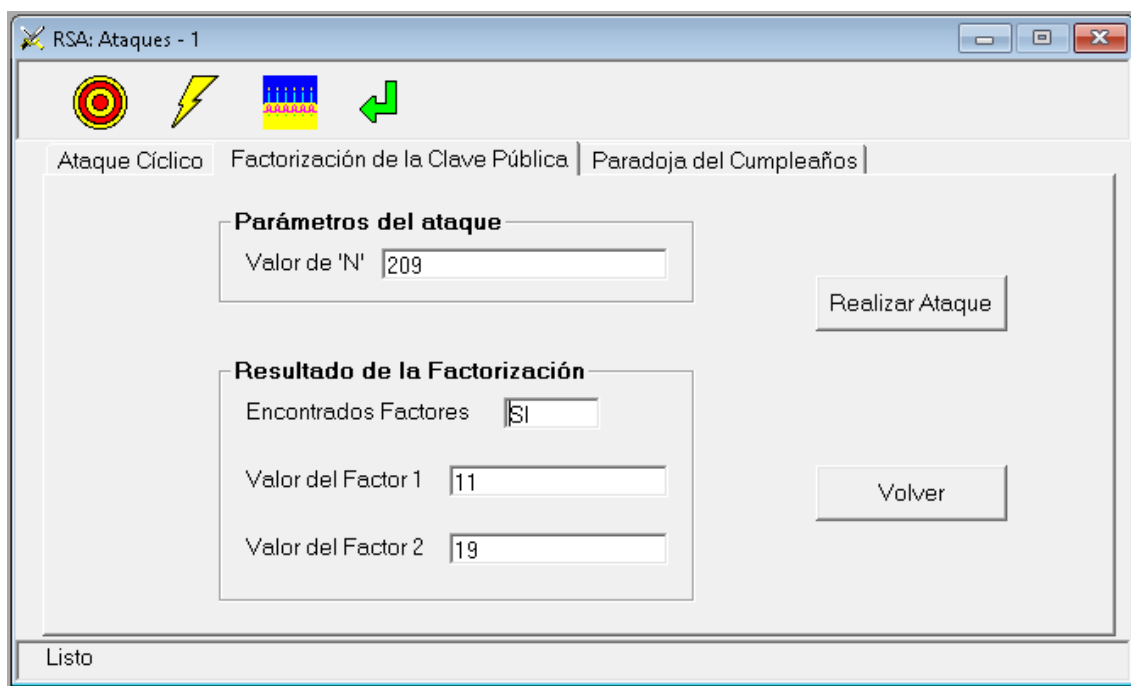 RSA: Ataques - 1
Ataque Cíclico Factorización de la Clave Pública Paradoja del Cumpleaños
Parámetros del ataque
Valor de 'N' 209
Realizar Ataque
Resultado de la Factorización
Encontrados Factores SI
Valor del Factor 1 11
Volver
Valor del Factor 2 19
Listo